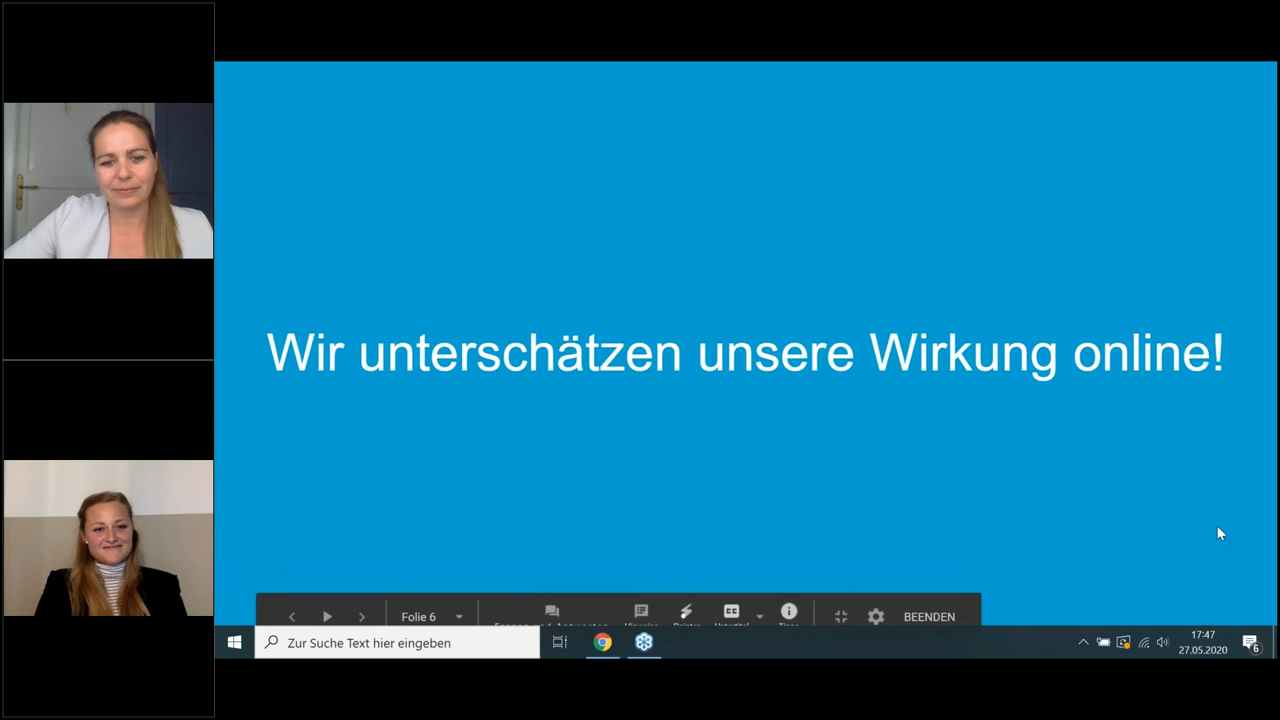 Wir unterschätzen unsere Wirkung online!
Folie 6
BEENDEN
Zur Suche Text hier eingeben
17:47
27.05.2020
6